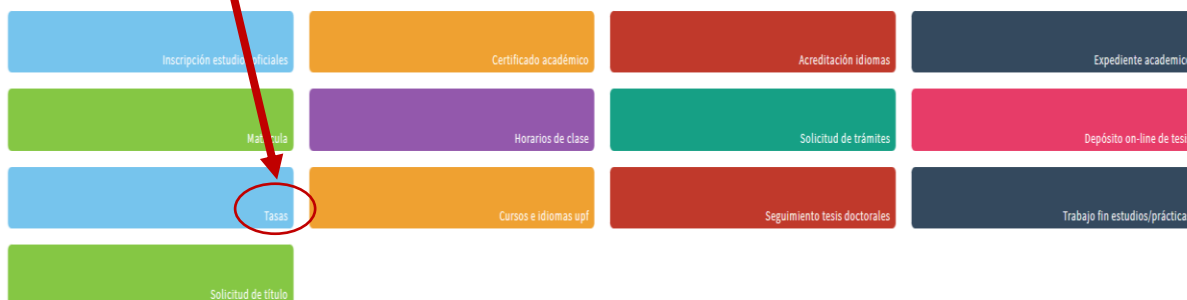 Inscripción estudios oficiales
Certificado académico
Acreditación idiomas
Expediente academico
Matrícula
Horarios de clase
Solicitud de trámites
Depósito on-line de tesi
Tasas
Cursos e idiomas upf
Seguimiento tesis doctorales
Trabajo fin estudios/práctica
Solicitud de título